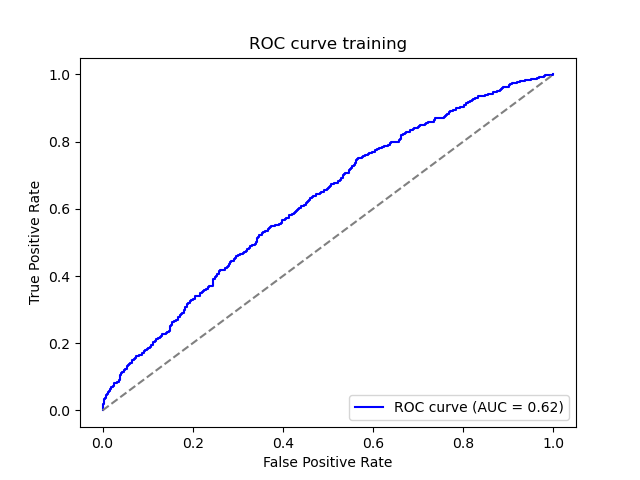 ROC curve training
1.0
0.8
0.6
0.4
0.2
0.0
True Positive Rate
ROC curve (AUC = 0.62)
0.0 0.2 0.4 0.6 0.8 1.0
False Positive Rate